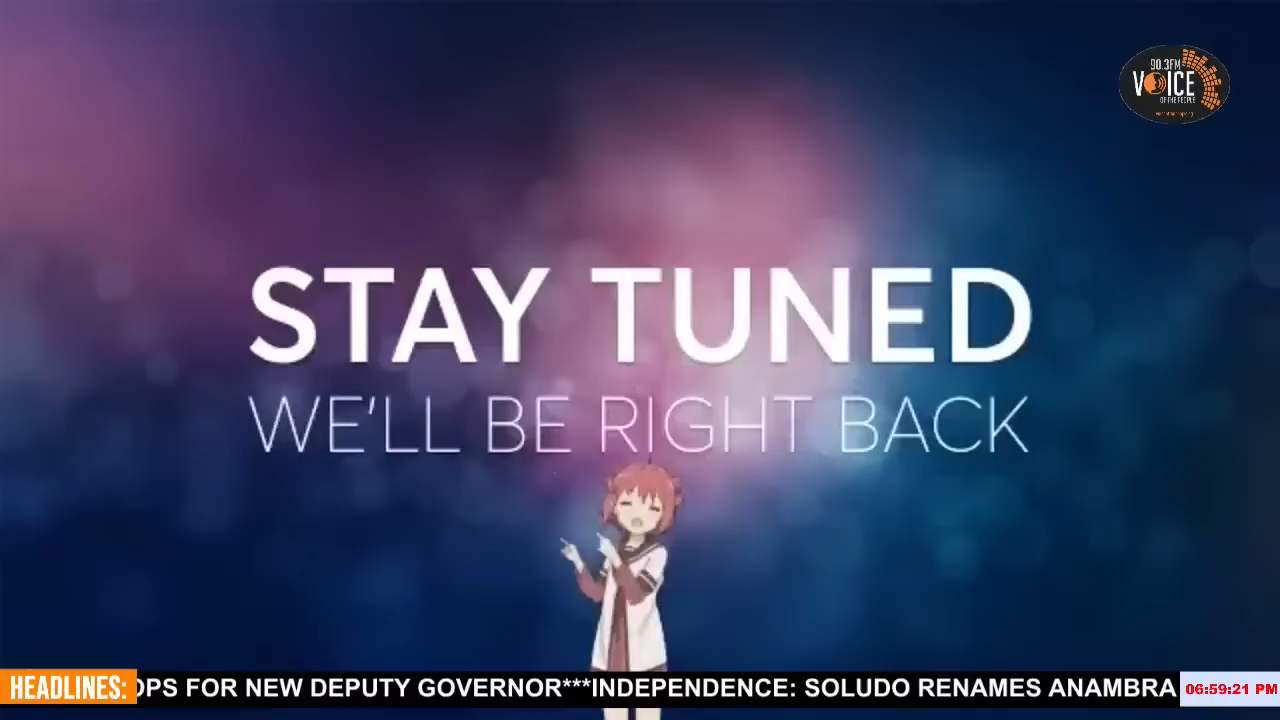 90.3FM
VOICE
OF THE PEOPLE
STAY TUNED
WE'LL BE RIGHT BACK
HEADLINES:
OPS FOR NEW DEPUTY GOVERNOR***INDEPENDENCE: SOLUDO RENAMES ANAMBRA
06:59:21 PM